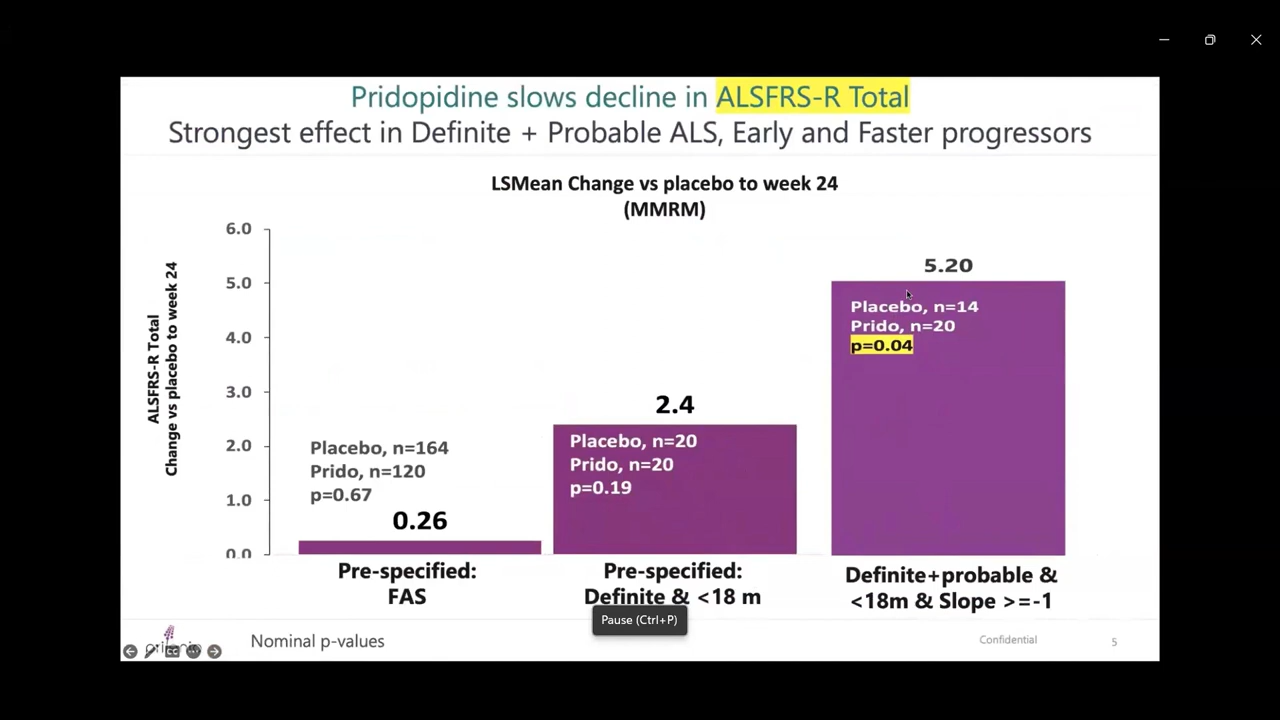 Pridopidine slows decline in ALSFRS-R Total
Strongest effect in Definite + Probable ALS, Early and Faster progressors
LSMean Change vs placebo to week 24
(MMRM)
ALSFRS-R Total
Change vs placebo to week 24
6.0
5.0
4.0
3.0
2.0
1.0
0.0
Placebo, n=164
Prido, n=120
p=0.67
0.26
Pre-specified:
FAS
2.4
Placebo, n=20
Prido, n=20
p=0.19
Pre-specified:
Definite & <18 m
5.20
Placebo, n=14
Prido, n=20
p=0.04
Definite+probable &
<18m & Slope >=-1
Pause (Ctrl+P)
Nominal p-values
Confidential
5